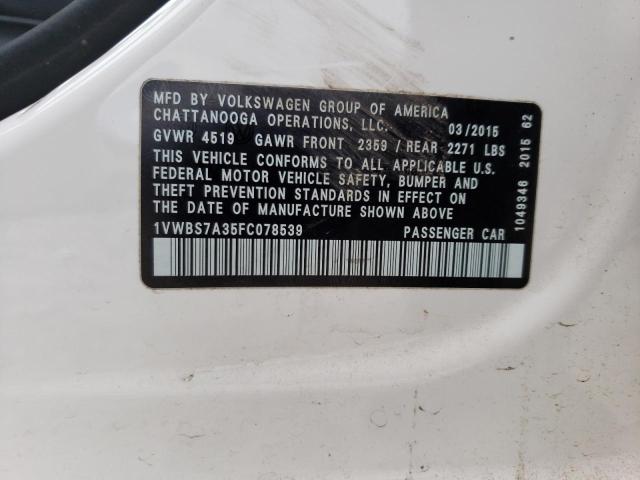 MFD BY VOLKSWAGEN GROUP OF AMERICA
CHATTANOOGA OPERATIONS, LLC. 03/2015
GVWR 4519 GAWR FRONT 2359 / REAR 2271 LBS
THIS VEHICLE CONFORMS TO ALL APPLICABLE U.S.
FEDERAL MOTOR VEHICLE SAFETY, BUMPER AND
THEFT PREVENTION STANDARDS IN EFFECT ON
THE DATE OF MANUFACTURE SHOWN ABOVE
1VWBS7A35FC078539 PASSENGER CAR
1049346 2015 62